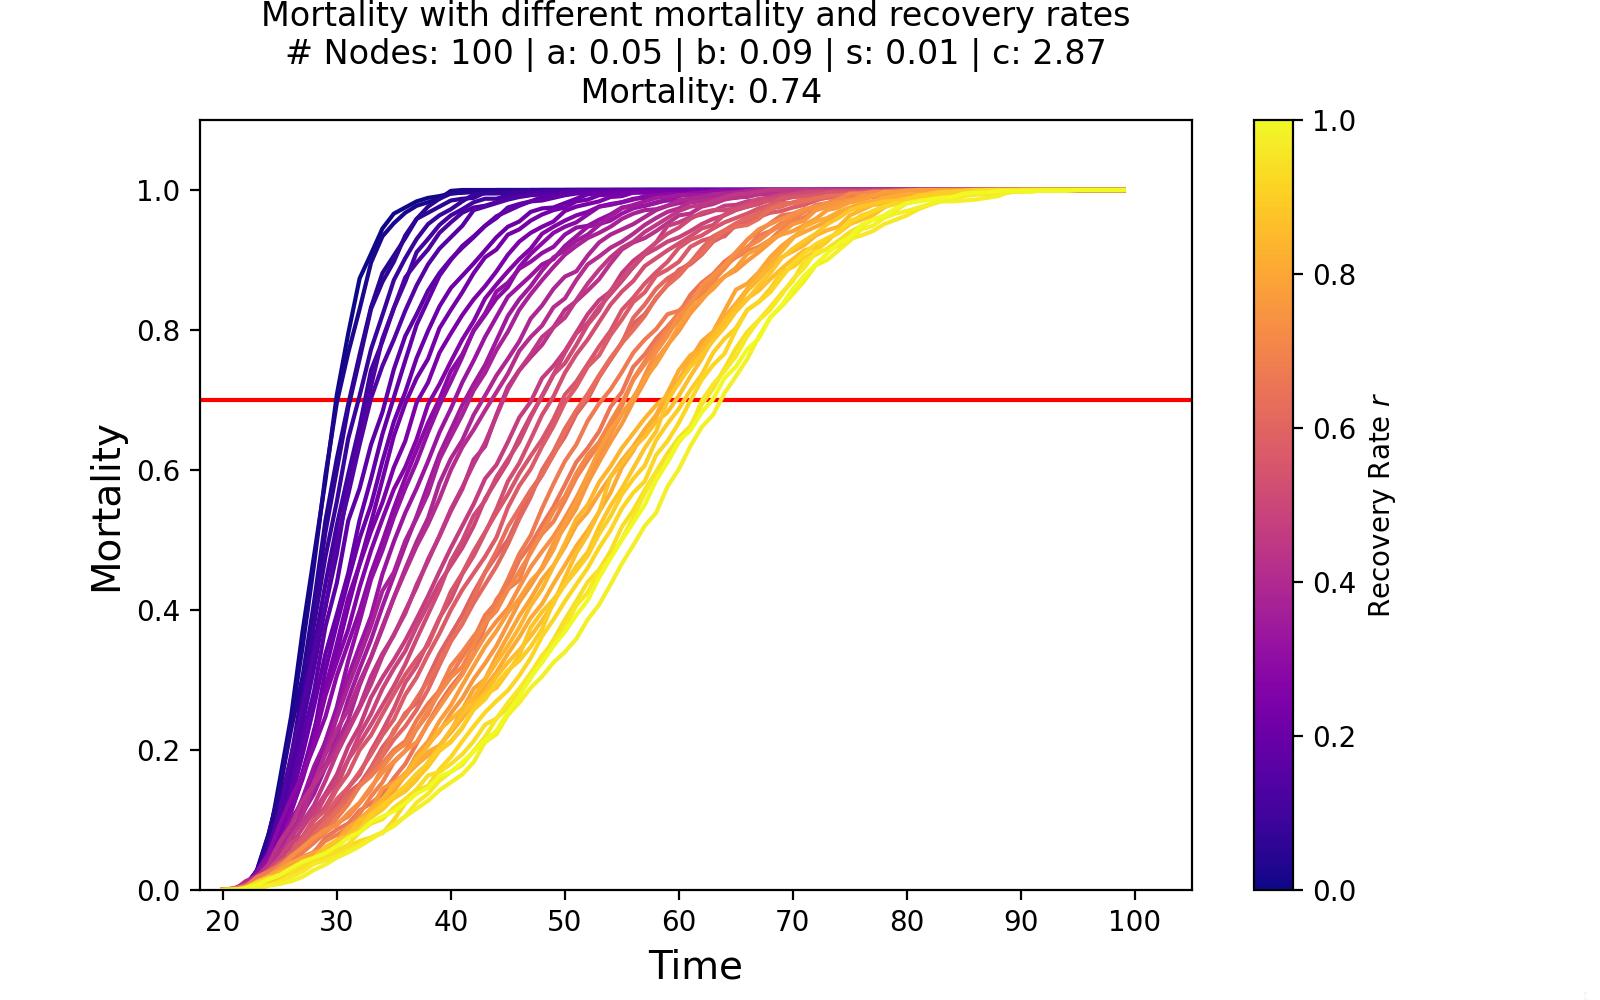 Mortality with different mortality and recovery rates
# Nodes: 100 | a: 0.05 | b: 0.09 | s: 0.01 | c: 2.87
Mortality: 0.74
Mortality
1.0
0.8
0.6
0.4
0.2
0.0
20 30 40 50 60 70 80 90 100
Time
1.0
0.8
0.6
0.4
0.2
0.0
Recovery Rate r